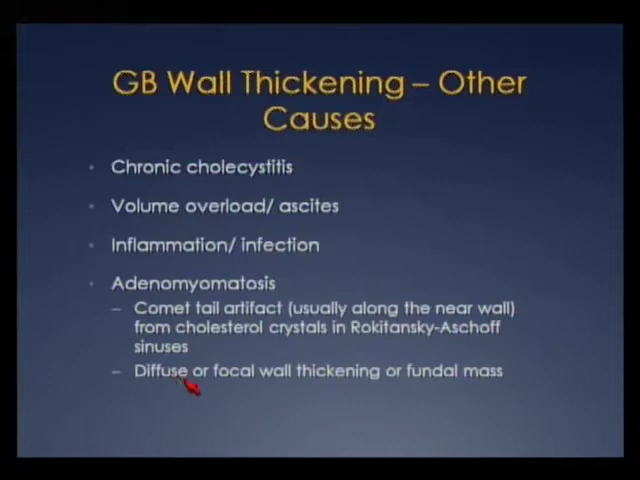 GB Wall Thickening – Other
Causes
• Chronic cholecystitis
• Volume overload/ ascites
• Inflammation/ infection
• Adenomyomatosis
– Comet tail artifact (usually along the near wall)
from cholesterol crystals in Rokitansky-Aschoff
sinuses
– Diffuse or focal wall thickening or fundal mass